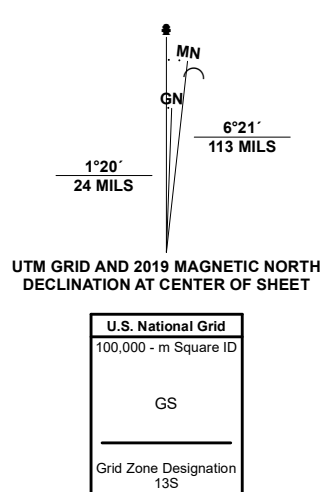 MN
GN
6°21´
113 MILS
1°20´
24 MILS
UTM GRID AND 2019 MAGNETIC NORTH
DECLINATION AT CENTER OF SHEET
U.S. National Grid
100,000 - m Square ID
GS
Grid Zone Designation
13S